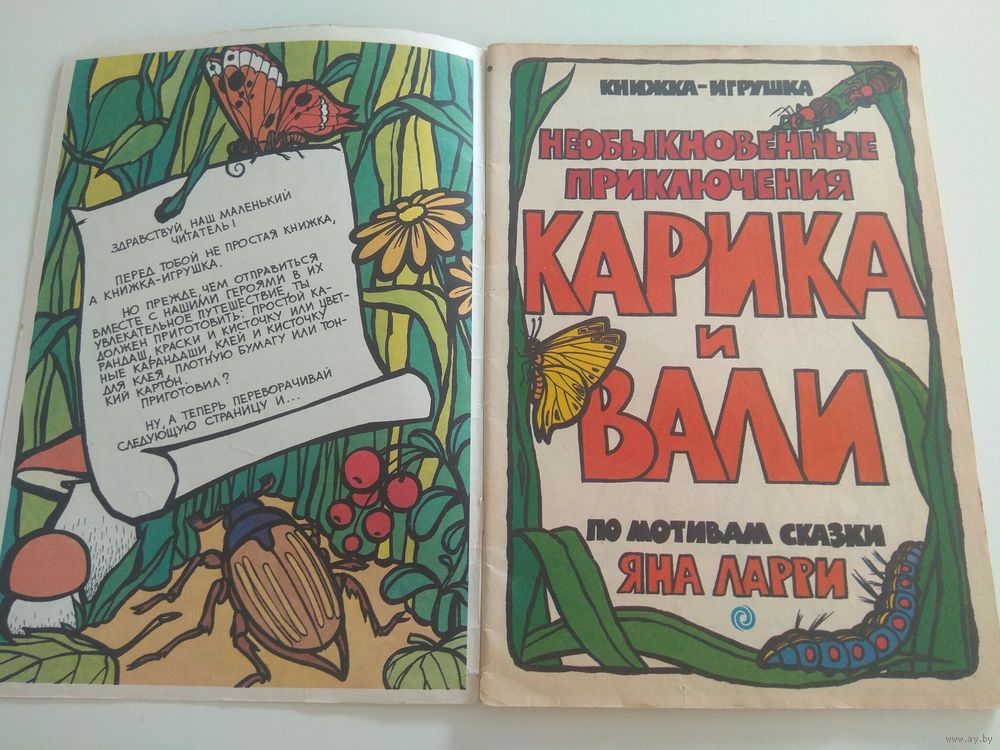 ЗДРАВСТВУЙ, НАШ МАЛЕНЬКИЙ
ЧИТАТЕЛЬ!
ПЕРЕД ТОБОЙ НЕ ПРОСТАЯ КНИЖКА,
А КНИЖКА-ИГРУШКА.
НО ПРЕЖДЕ, ЧЕМ ОТПРАВИТЬСЯ
ВМЕСТЕ С НАШИМИ ГЕРОЯМИ В ИХ
УВЛЕКАТЕЛЬНОЕ ПУТЕШЕСТВИЕ, ТЫ
ДОЛЖЕН ПРИГОТОВИТЬ: ПРОСТОЙ КА-
РАНДАШ, КРАСКИ И КИСТОЧКУ ИЛИ ЦВЕТ-
НЫЕ КАРАНДАШИ, КЛЕЙ И КИСТОЧКУ
ДЛЯ КЛЕЯ, ПЛОТНУЮ БУМАГУ ИЛИ ТОН-
КИЙ КАРТОН.
ПРИГОТОВИЛ?
НУ, А ТЕПЕРЬ ПЕРЕВОРАЧИВАЙ
СЛЕДУЮЩУЮ СТРАНИЦУ И...
КНИЖКА-ИГРУШКА
НЕОБЫКНОВЕННЫЕ
ПРИКЛЮЧЕНИЯ
КАРИКА
И
ВАЛИ
ПО МОТИВАМ СКАЗКИ
ЯНА ЛАРРИ
www.ay.by